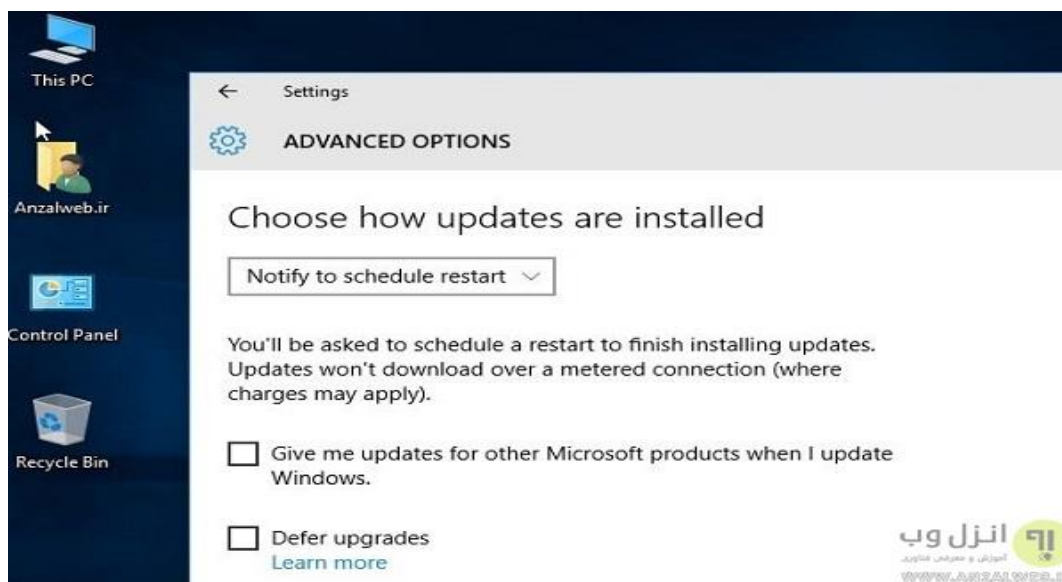 This PC
Anzalweb.ir
Control Panel
Recycle Bin
Settings
ADVANCED OPTIONS
Choose how updates are installed
Notify to schedule restart
You'll be asked to schedule a restart to finish installing updates.
Updates won't download over a metered connection (where
charges may apply).
Give me updates for other Microsoft products when I update
Windows.
Defer upgrades
Learn more
انزل وب
آموزش و معرفی فناوری